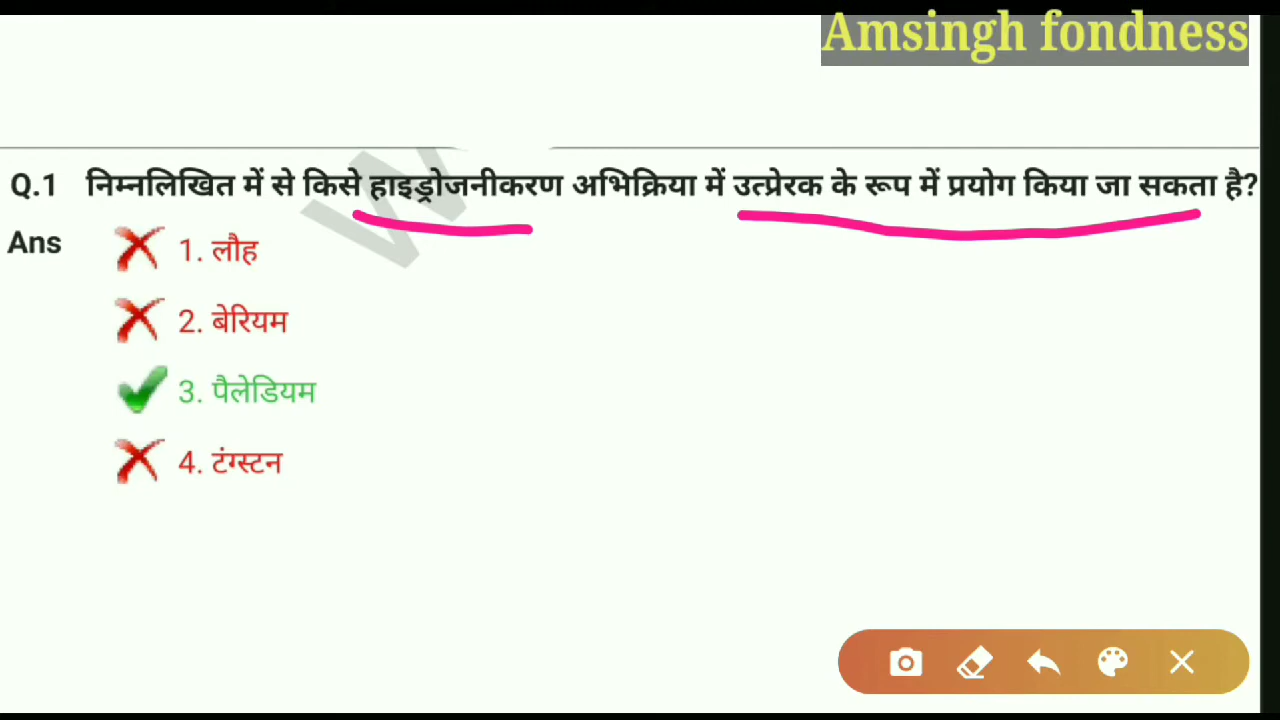 Amsingh fondness
Q.1 निम्नलिखित में से किसे हाइड्रोजनीकरण अभिक्रिया में उत्प्रेरक के रूप में प्रयोग किया जा सकता है?
Ans 1. लौह
2. बेरियम
3. पैलेडियम
4. टंग्स्टन